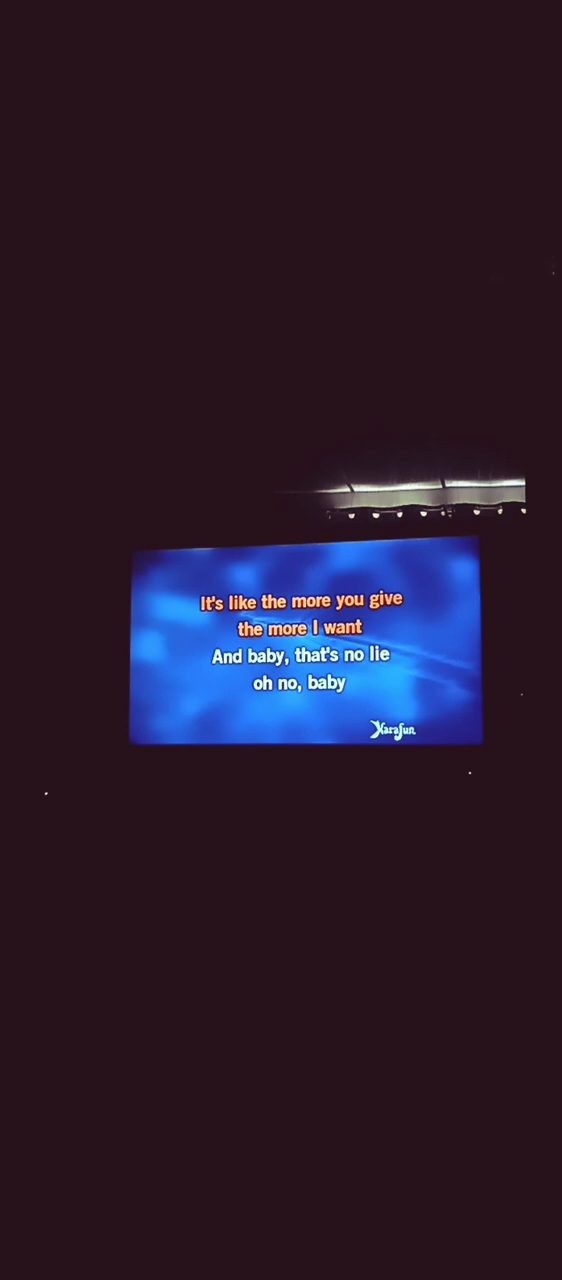 It's like the more you give
the more I want
And baby, that's no lie
oh no, baby
KaraFun